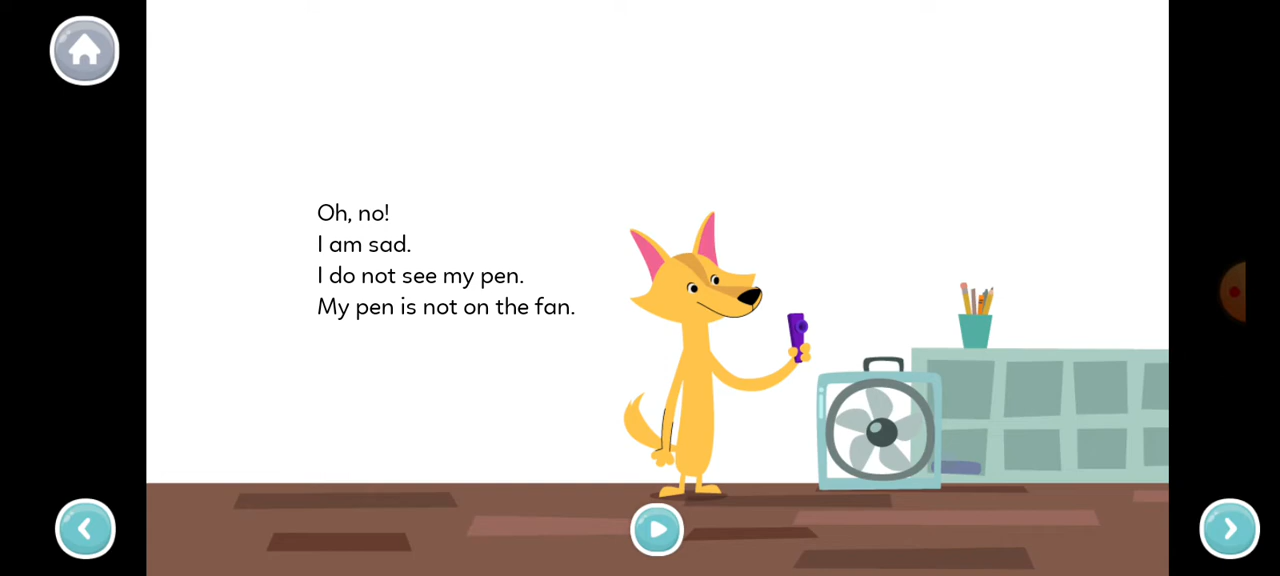 Oh, no!
I am sad.
I do not see my pen.
My pen is not on the fan.